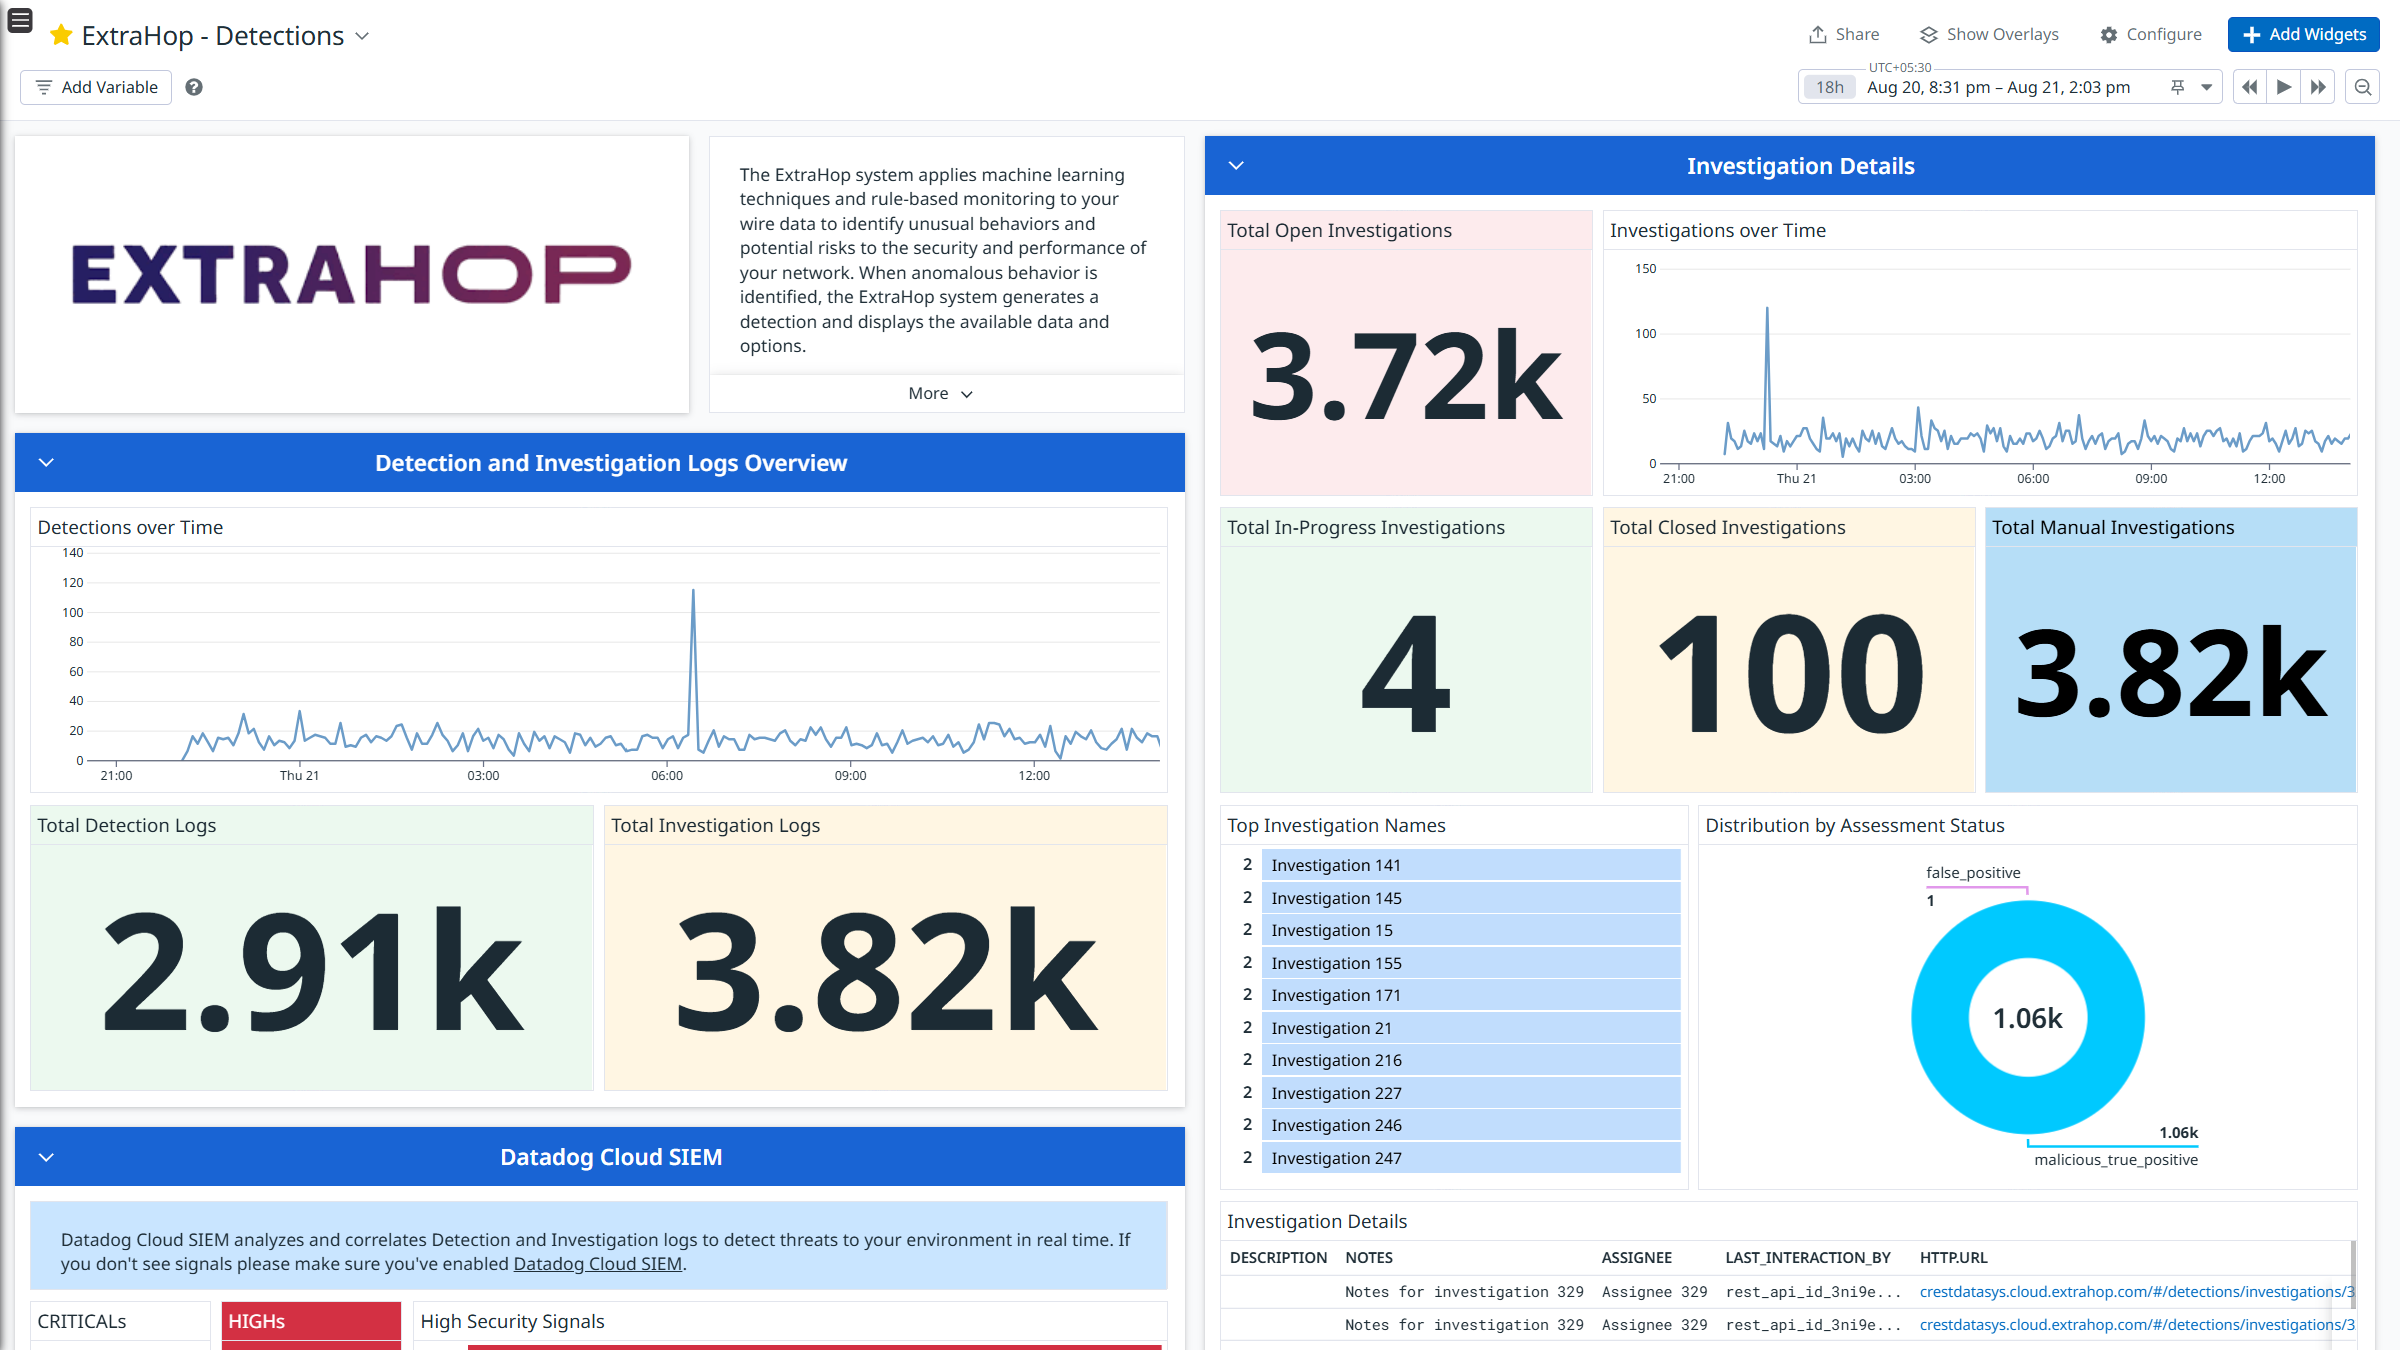 ExtraHop - Detections
Share
Show Overlays
Configure
Add Widgets
Add Variable
UTC+05:30
18h
Aug 20, 8:31 pm – Aug 21, 2:03 pm
EXTRAHOP
The ExtraHop system applies machine learning
techniques and rule-based monitoring to your
wire data to identify unusual behaviors and
potential risks to the security and performance of
your network. When anomalous behavior is
identified, the ExtraHop system generates a
detection and displays the available data and
options.
More
Detection and Investigation Logs Overview
Detections over Time
140
120
100
80
60
40
20
0
21:00
Thu 21
03:00
06:00
09:00
12:00
Total Detection Logs
2.91k
Total Investigation Logs
3.82k
Datadog Cloud SIEM
Datadog Cloud SIEM analyzes and correlates Detection and Investigation logs to detect threats to your environment in real time. If
you don't see signals please make sure you've enabled Datadog Cloud SIEM.
CRITICALs
HIGHs
High Security Signals
Investigation Details
Total Open Investigations
3.72k
Investigations over Time
150
100
50
0
21:00
Thu 21
03:00
06:00
09:00
12:00
Total In-Progress Investigations
4
Total Closed Investigations
100
Total Manual Investigations
3.82k
Top Investigation Names
2 Investigation 141
2 Investigation 145
2 Investigation 15
2 Investigation 155
2 Investigation 171
2 Investigation 21
2 Investigation 216
2 Investigation 227
2 Investigation 246
2 Investigation 247
Distribution by Assessment Status
false_positive
1
1.06k
1.06k
malicious_true_positive
Investigation Details
DESCRIPTION NOTES ASSIGNEE LAST_INTERACTION_BY HTTP.URL
Notes for investigation 329 Assignee 329 rest_api_id_3ni9e... crestdatasys.cloud.extrahop.com/#/detections/investigations/3
Notes for investigation 329 Assignee 329 rest_api_id_3ni9e... crestdatasys.cloud.extrahop.com/#/detections/investigations/3